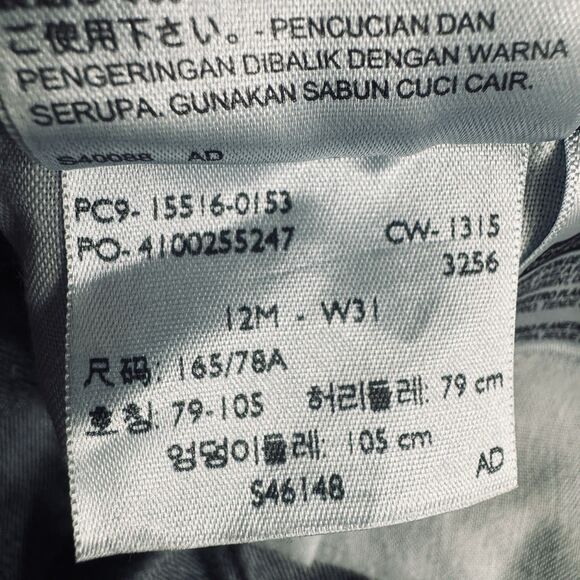 ご使用下さい。- PENCUCIAN DAN
PENGERINGAN DIBALIK DENGAN WARNA
SERUPA. GUNAKAN SABUN CUCI CAIR.
S40088 AD
PC9- 15516-0153
PO- 4100255247 CW- 1315
3256
12M - W31
尺码: 165/78A
호칭: 79-105 허리둘레: 79 cm
엉덩이둘레: 105 cm
S46148 AD